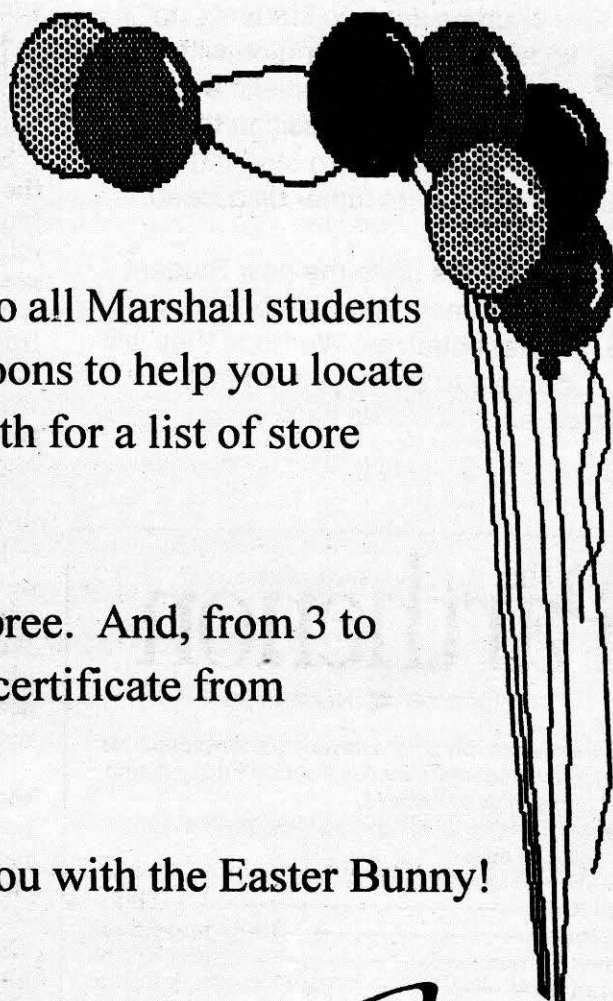 o all Marshall students
oons to help you locate
th for a list of store
oree. And, from 3 to
certificate from
ou with the Easter Bunny!